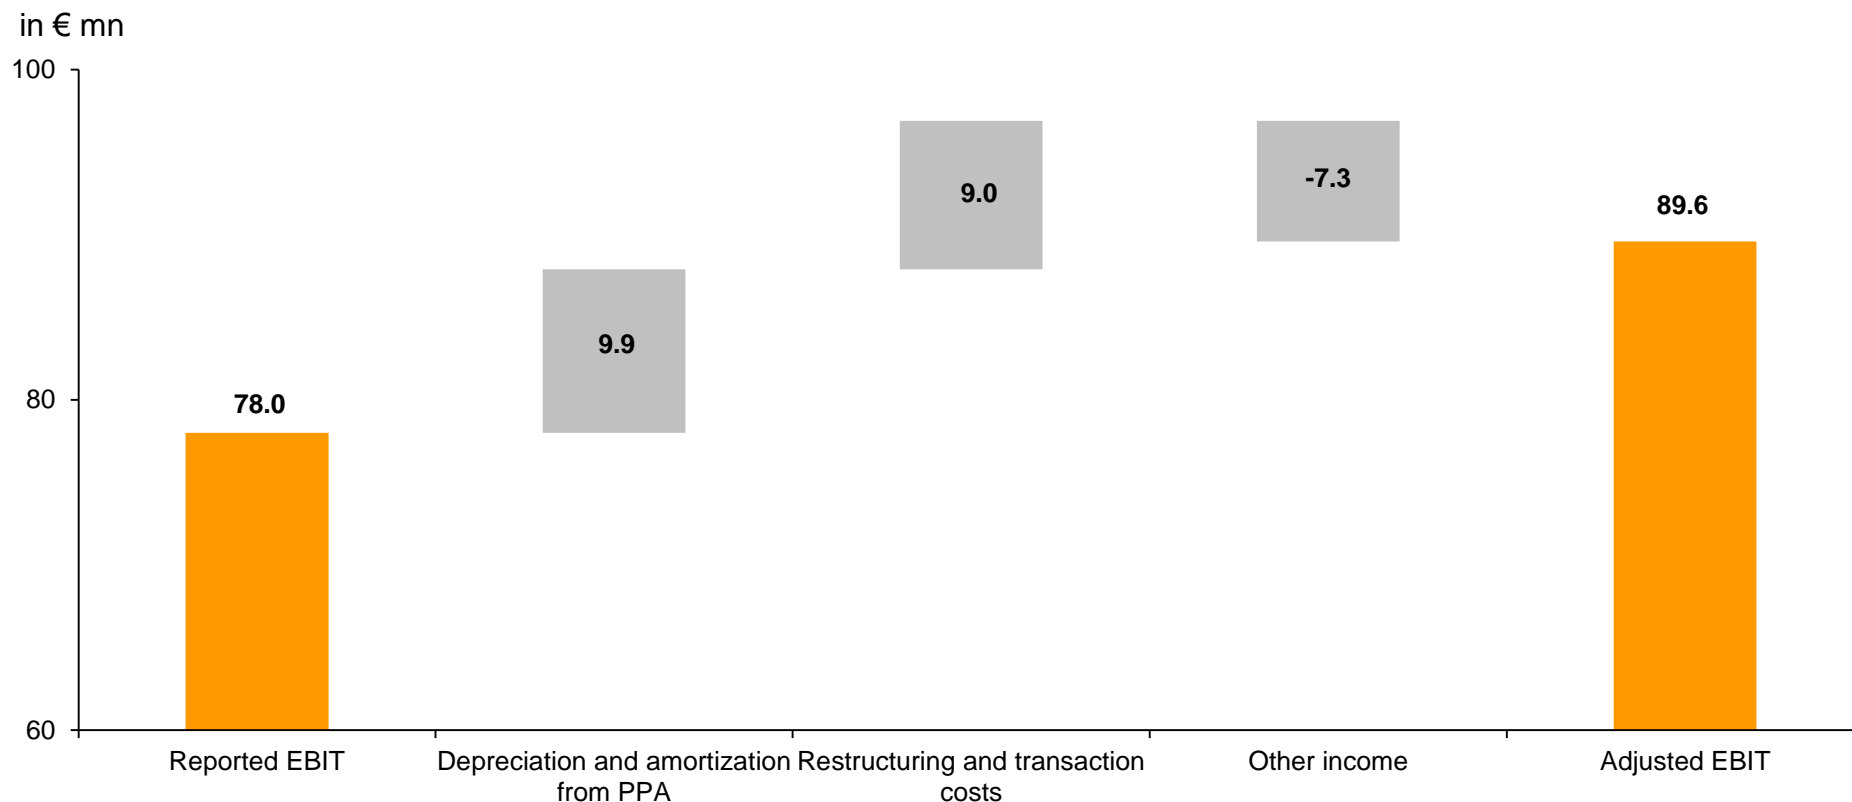 in € mn
100
80
60
78.0
9.9
9.0
-7.3
89.6
Reported EBIT
Depreciation and amortization
from PPA
Restructuring and transaction
costs
Other income
Adjusted EBIT